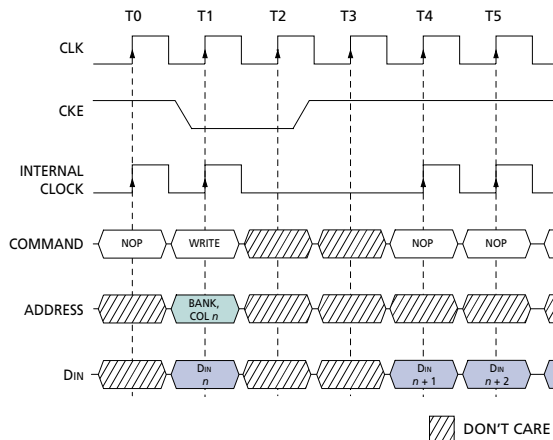 T0 T1 T2 T3 T4 T5
CLK
CKE
INTERNAL
CLOCK
COMMAND NOP WRITE NOP NOP
ADDRESS BANK,
COL n
DIN DIN
n DIN
n + 1 DIN
n + 2
DON'T CARE